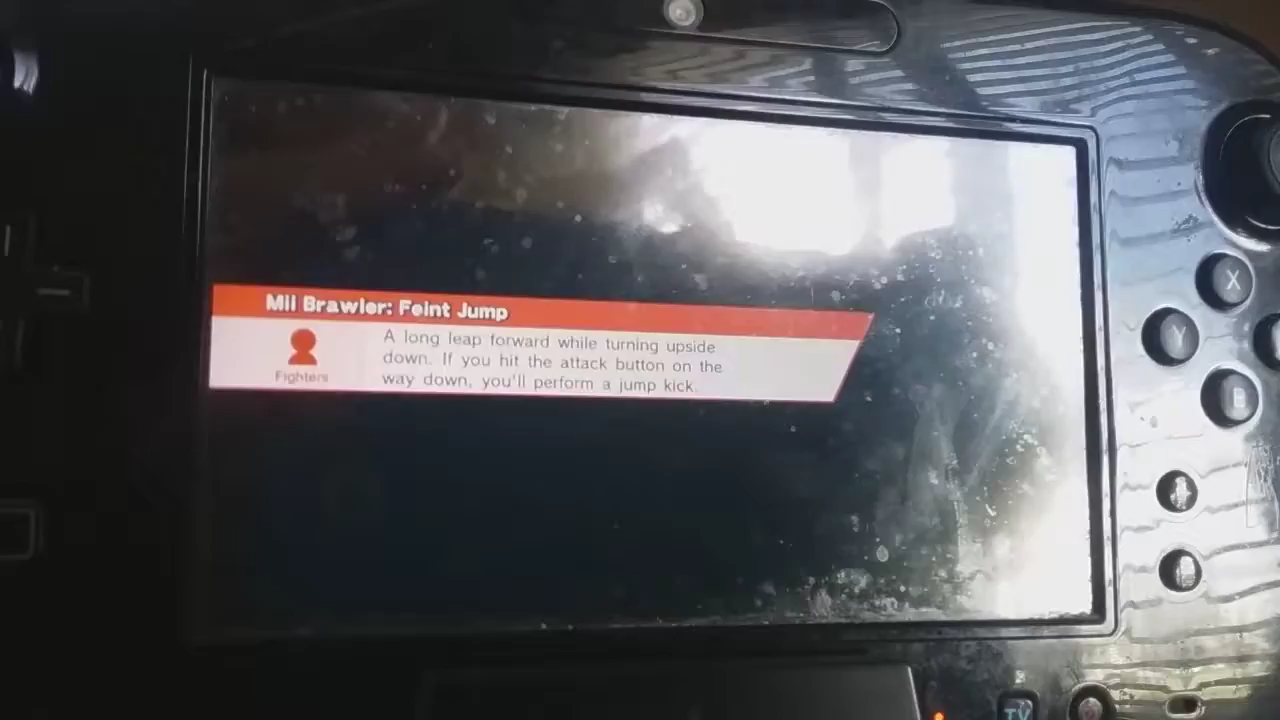 Mii Brawler: Feint Jump
Fighters
A long leap forward while turning upside
down. If you hit the attack button on the
way down, you'll perform a jump kick.
X
Y
B
TV